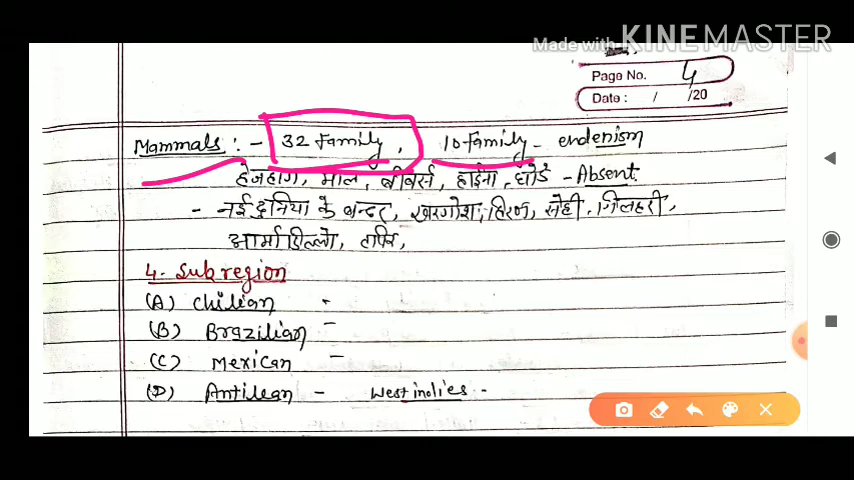 Made with KINEMASTER
Page No. 4
Date : / /20
Mammals :- 32 Family, 10 Family - endenism
हेजहाग, माल, बीवर्स, हाईना, घोडे - Absent.
- नई दुनिया के बन्दर, खरगोश, हिरण, सेही, गिलहरी,
आर्माडिल्लो, टापिर,
4. Subregion
(A) Chilian -
(B) Brazilian -
(C) Mexican -
(D) Antilean - West indies -